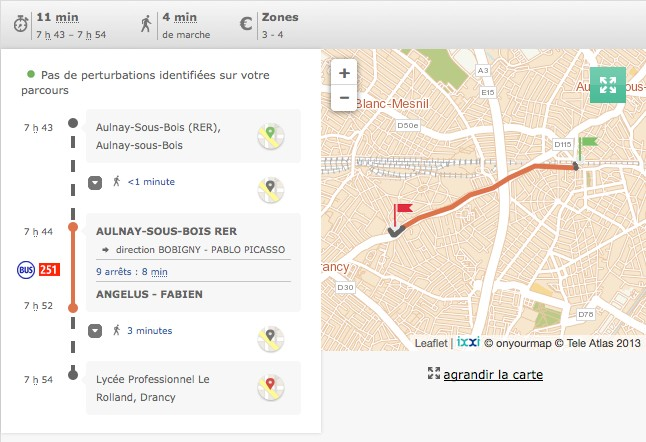 11 min
7 h 43 – 7 h 54
4 min
de marche
€
Zones
3 - 4
Pas de perturbations identifiées sur votre
parcours
7 h 43
Aulnay-Sous-Bois (RER),
Aulnay-sous-Bois
<1 minute
7 h 44
AULNAY-SOUS-BOIS RER
direction BOBIGNY - PABLO PICASSO
BUS 251
9 arrêts : 8 min
7 h 52
ANGELUS - FABIEN
3 minutes
7 h 54
Lycée Professionnel Le
Rolland, Drancy
+
−
A3
E15
Blanc-Mesnil
D50e
D115
rancy
D30
D78
Leaflet | ixxi © onyourmap © Tele Atlas 2013
agrandir la carte